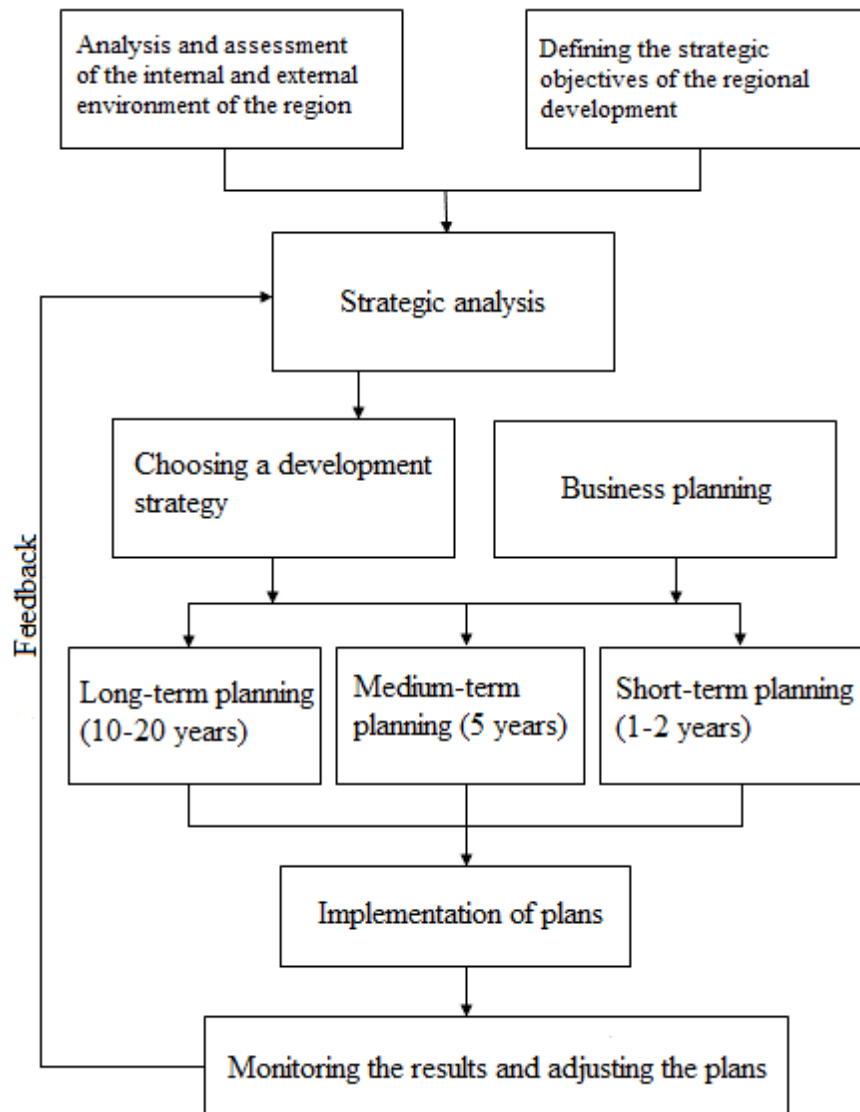 Analysis and assessment
of the internal and external
environment of the region
Defining the strategic
objectives of the regional
development
Strategic analysis
Choosing a development
strategy
Business planning
Feedback
Long-term planning
(10-20 years)
Medium-term
planning (5 years)
Short-term planning
(1-2 years)
Implementation of plans
Monitoring the results and adjusting the plans